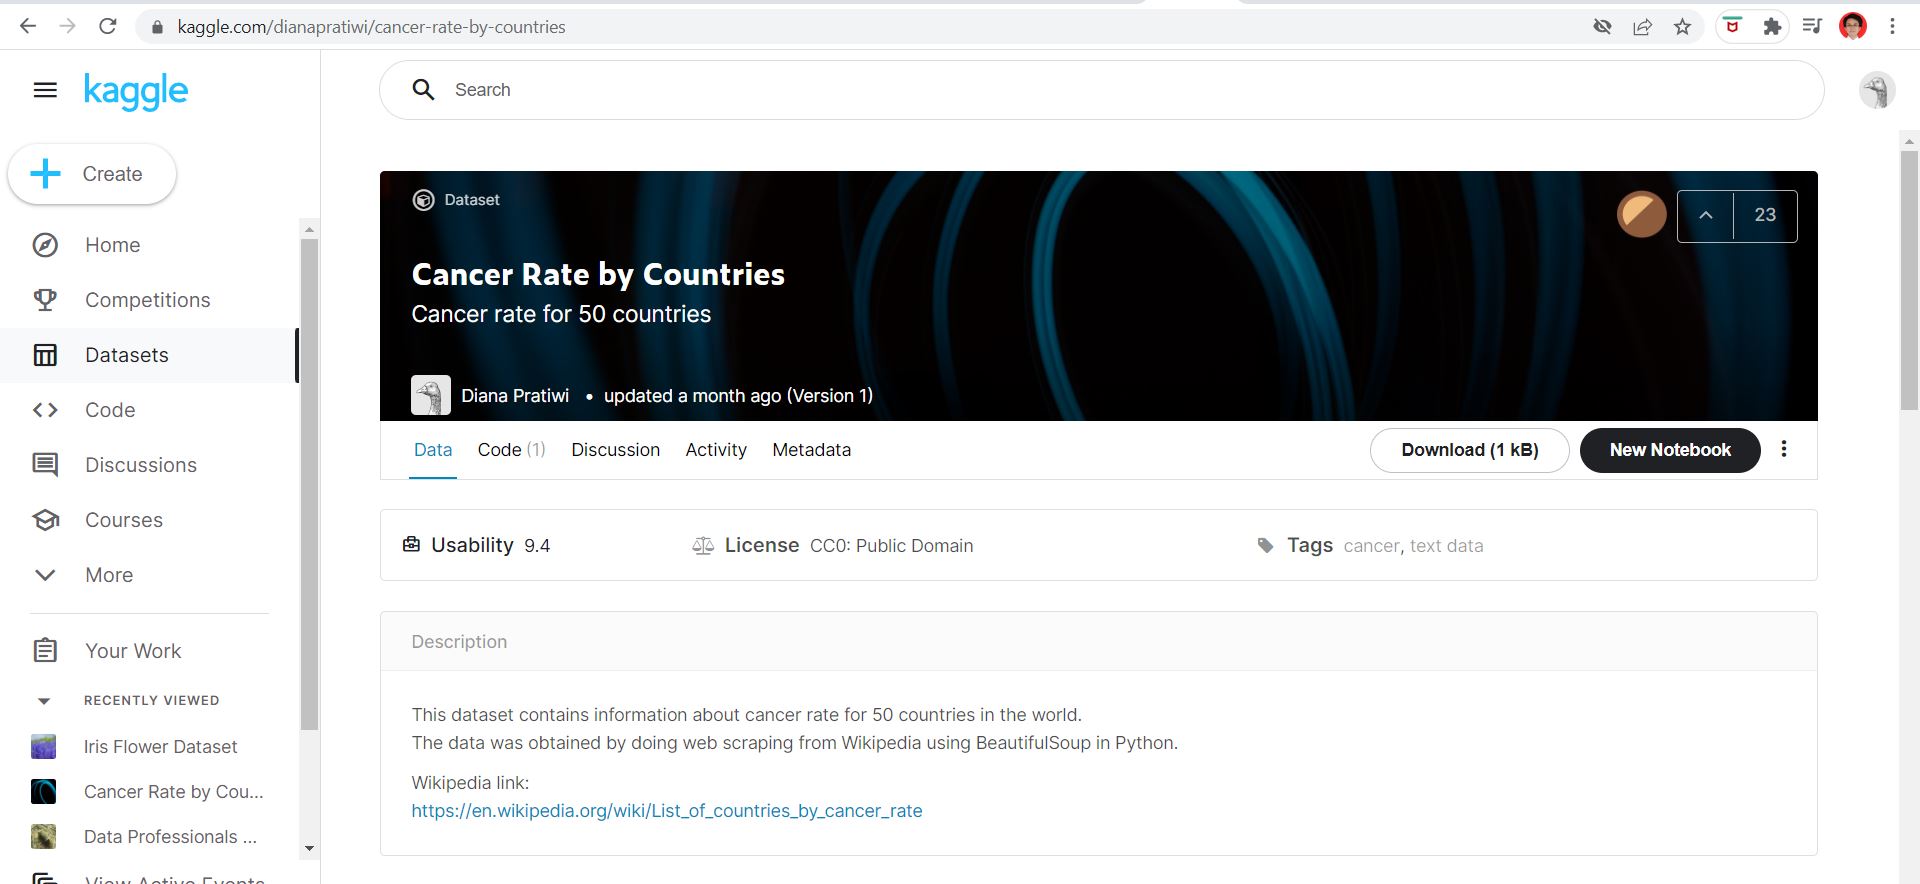 kaggle.com/dianapratiwi/cancer-rate-by-countries
kaggle
Search
Create
Home
Competitions
Datasets
Code
Discussions
Courses
More
Your Work
RECENTLY VIEWED
Iris Flower Dataset
Cancer Rate by Cou...
Data Professionals ...
View Active Events
Dataset
23
Cancer Rate by Countries
Cancer rate for 50 countries
Diana Pratiwi • updated a month ago (Version 1)
Data Code (1) Discussion Activity Metadata Download (1 kB) New Notebook
Usability 9.4 License CC0: Public Domain Tags cancer, text data
Description
This dataset contains information about cancer rate for 50 countries in the world.
The data was obtained by doing web scraping from Wikipedia using BeautifulSoup in Python.
Wikipedia link:
https://en.wikipedia.org/wiki/List_of_countries_by_cancer_rate